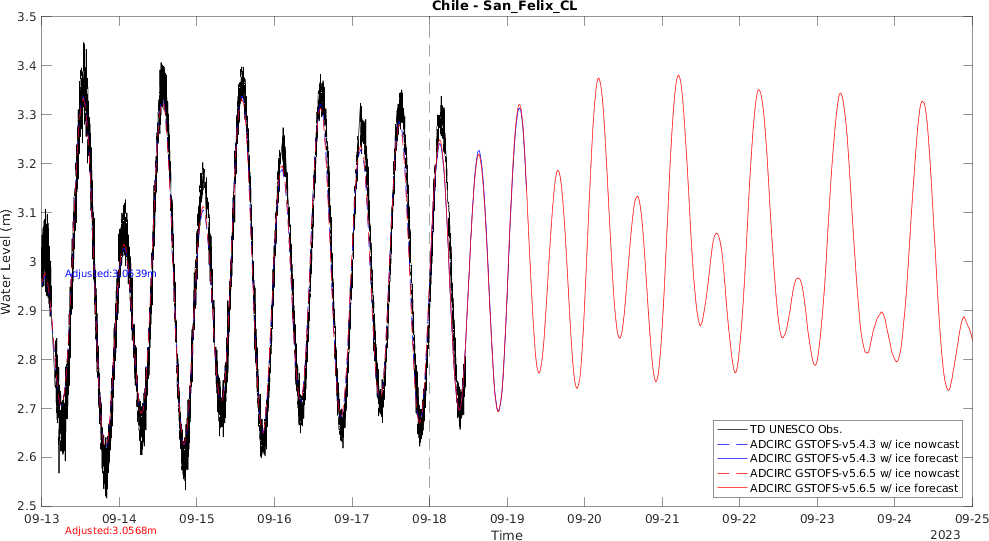 Chile - San_Felix_CL
3.5
3.4
3.3
3.2
3.1
3
2.9
2.8
2.7
2.6
2.5
Water Level (m)
Adjusted:3.0639m
Adjusted:3.0568m
TD UNESCO Obs.
ADCIRC GSTOFS-v5.4.3 w/ ice nowcast
ADCIRC GSTOFS-v5.4.3 w/ ice forecast
ADCIRC GSTOFS-v5.6.5 w/ ice nowcast
ADCIRC GSTOFS-v5.6.5 w/ ice forecast
09-13 09-14 09-15 09-16 09-17 09-18 09-19 09-20 09-21 09-22 09-23 09-24 09-25
Time
2023